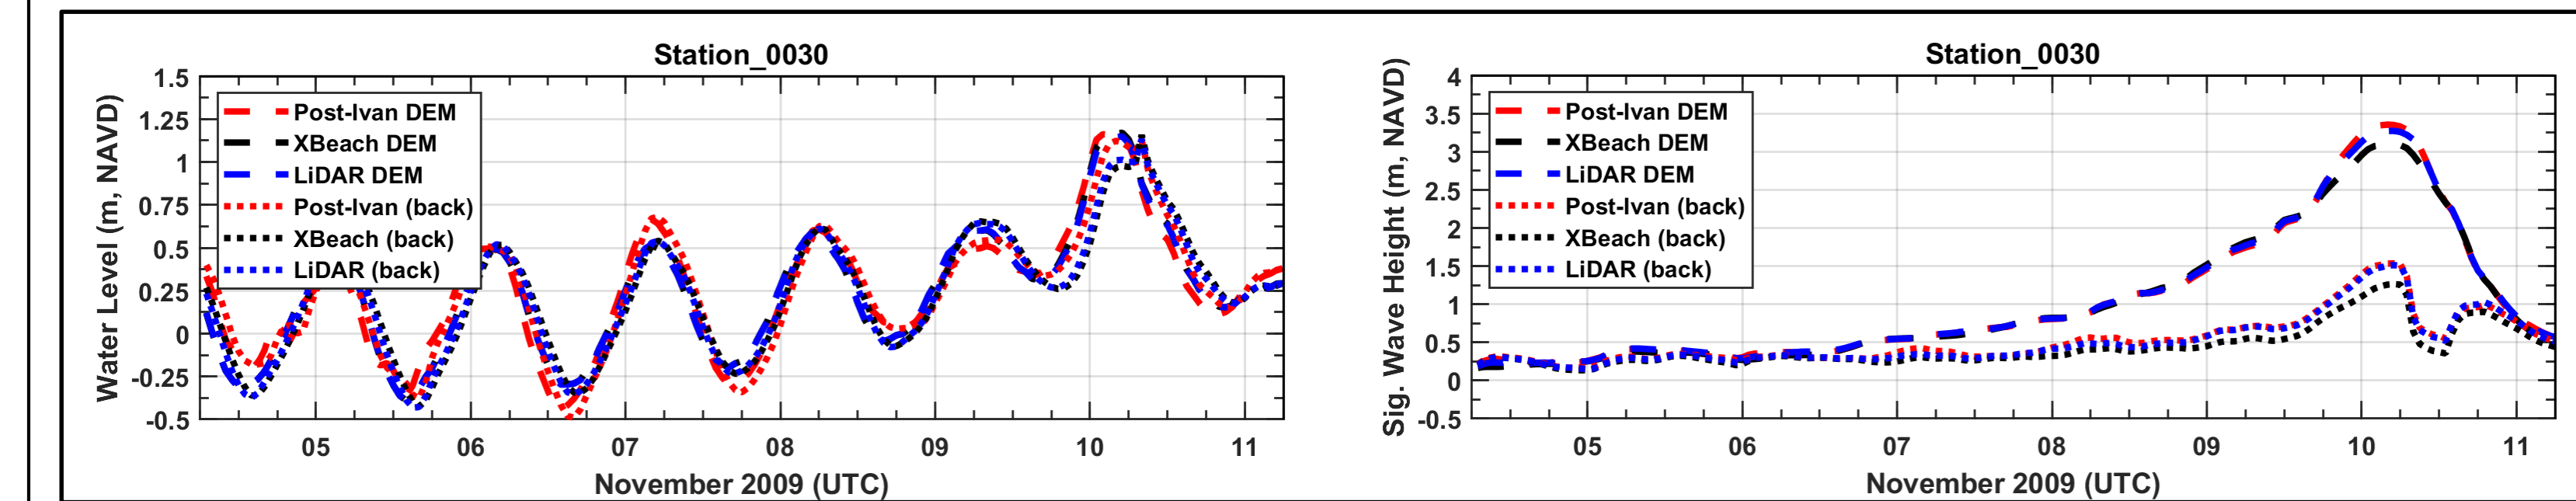 Station_0030
Water Level (m, NAVD)
1.5
1.25
1
0.75
0.5
0.25
0
-0.25
-0.5
Post-Ivan DEM
XBeach DEM
LiDAR DEM
Post-Ivan (back)
XBeach (back)
LiDAR (back)
05 06 07 08 09 10 11
November 2009 (UTC)
Station_0030
Sig. Wave Height (m, NAVD)
4
3.5
3
2.5
2
1.5
1
0.5
0
-0.5
Post-Ivan DEM
XBeach DEM
LiDAR DEM
Post-Ivan (back)
XBeach (back)
LiDAR (back)
05 06 07 08 09 10 11
November 2009 (UTC)